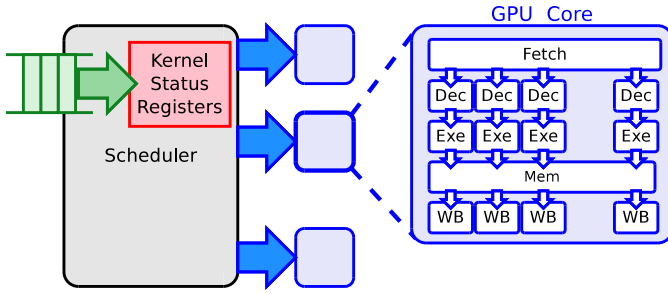 GPU Core
Kernel
Status
Registers
Scheduler
Fetch
Dec Dec Dec Dec
Exe Exe Exe Exe
Mem
WB WB WB WB